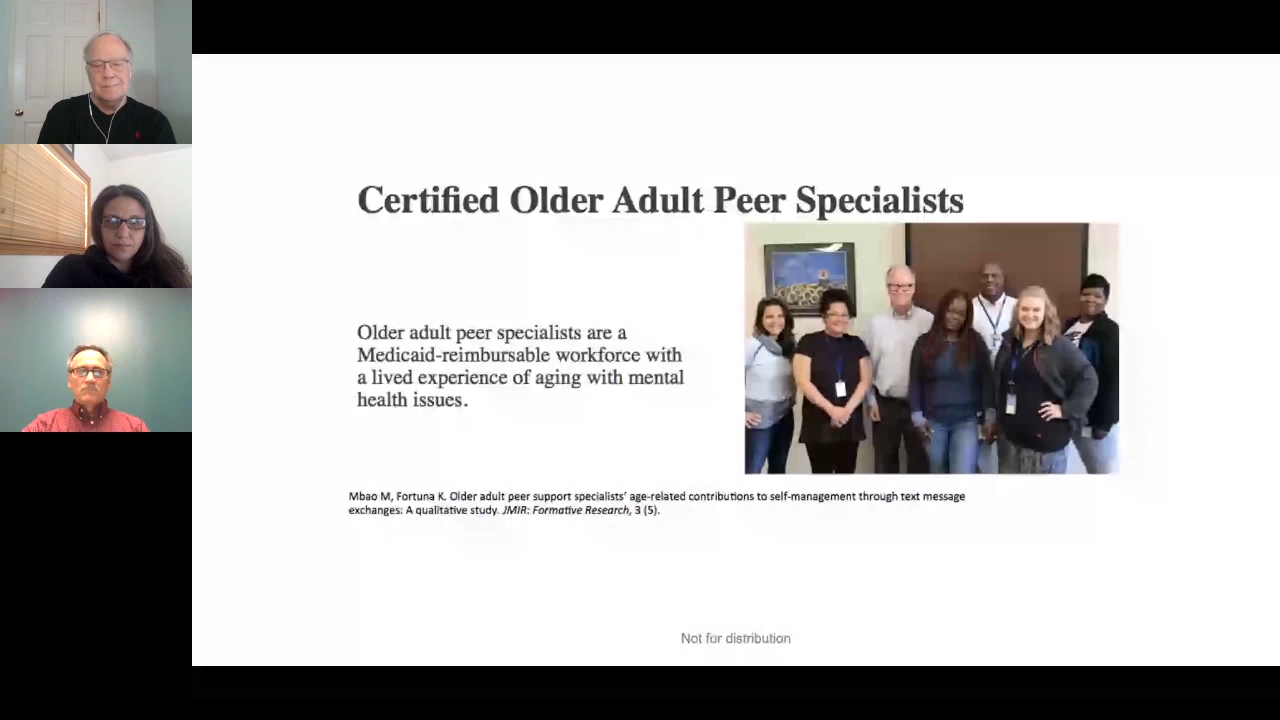 Certified Older Adult Peer Specialists
Older adult peer specialists are a
Medicaid-reimbursable workforce with
a lived experience of aging with mental
health issues.
Mbao M, Fortuna K. Older adult peer support specialists’ age-related contributions to self-management through text message
exchanges: A qualitative study. JMIR: Formative Research, 3 (5).
Not for distribution